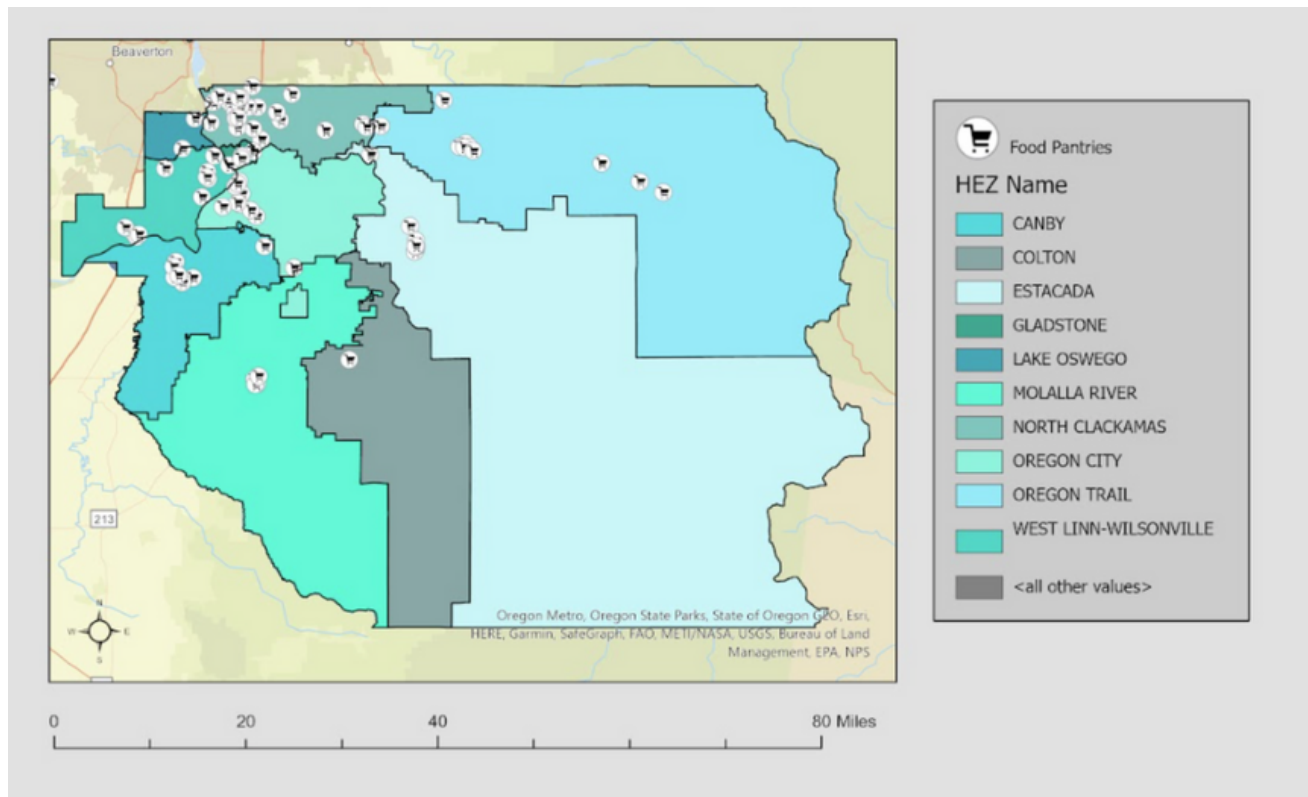 Beaverton
213
N
W
E
S
Oregon Metro, Oregon State Parks, State of Oregon GEO, Esri,
HERE, Garmin, SafeGraph, FAO, METI/NASA, USGS, Bureau of Land
Management, EPA, NPS
0 20 40 80 Miles
Food Pantries
HEZ Name
CANBY
COLTON
ESTACADA
GLADSTONE
LAKE OSWEGO
MOLALLA RIVER
NORTH CLACKAMAS
OREGON CITY
OREGON TRAIL
WEST LINN-WILSONVILLE
<all other values>